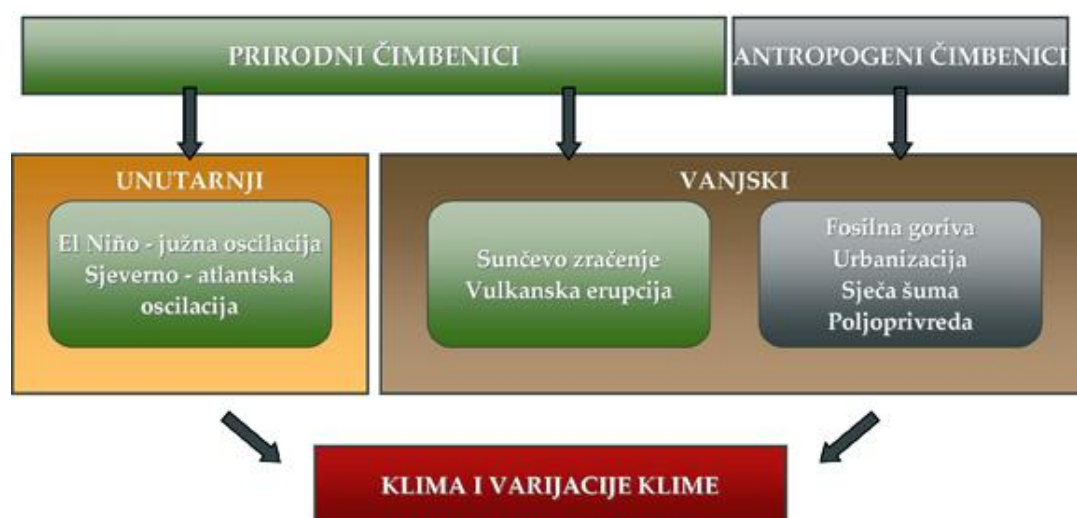 PRIRODNI ČIMBENICI
ANTROPOGENI ČIMBENICI
UNUTARNJI
El Niño - južna oscilacija
Sjeverno - atlantska
oscilacija
VANJSKI
Sunčevo zračenje
Vulkanska erupcija
Fosilna goriva
Urbanizacija
Sječa šuma
Poljoprivreda
KLIMA I VARIJACIJE KLIME